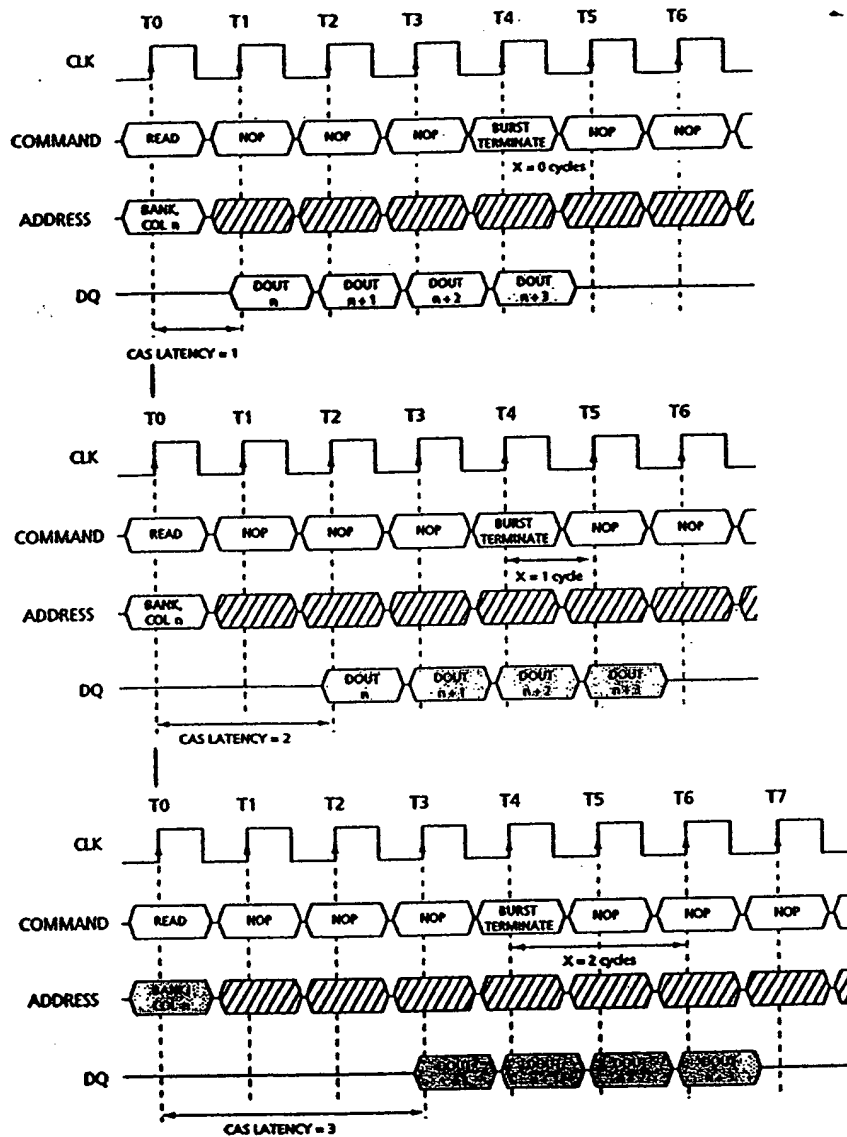 T0 T1 T2 T3 T4 T5 T6
CLK
COMMAND READ NOP NOP NOP BURST TERMINATE NOP NOP
X = 0 cycles
ADDRESS BANK, COL n
DQ DOUT n DOUT n + 1 DOUT n + 2 DOUT n + 3
CAS LATENCY = 1
T0 T1 T2 T3 T4 T5 T6
CLK
COMMAND READ NOP NOP NOP BURST TERMINATE NOP NOP
X = 1 cycle
ADDRESS BANK, COL n
DQ DOUT n DOUT n + 1 DOUT n + 2 DOUT n + 3
CAS LATENCY = 2
T0 T1 T2 T3 T4 T5 T6 T7
CLK
COMMAND READ NOP NOP NOP BURST TERMINATE NOP NOP NOP
X = 2 cycles
ADDRESS BANK, COL n
DQ
CAS LATENCY = 3